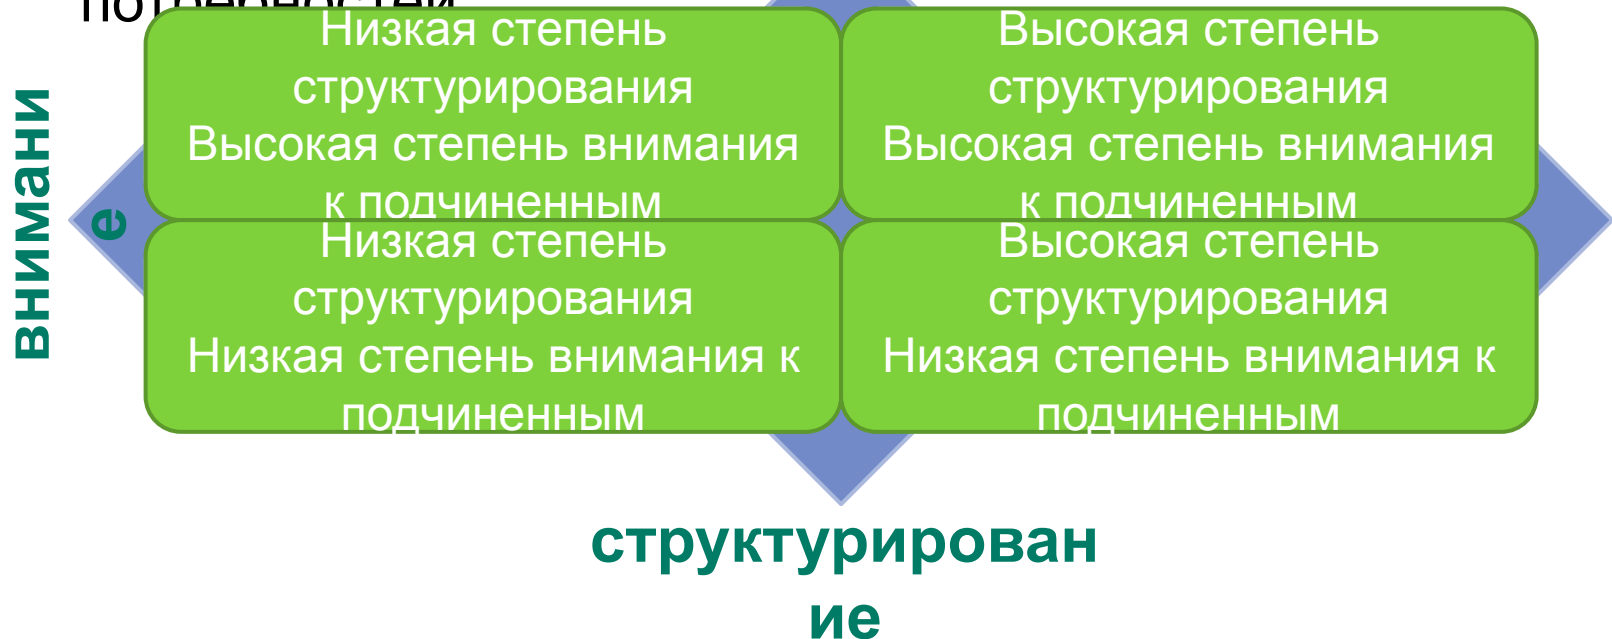 потребностей
Низкая степень
структурирования
Высокая степень внимания
к подчиненным
Высокая степень
структурирования
Высокая степень внимания
к подчиненным
Низкая степень
структурирования
Низкая степень внимания к
подчиненным
Высокая степень
структурирования
Низкая степень внимания к
подчиненным
внимани
е
структурирован
ие